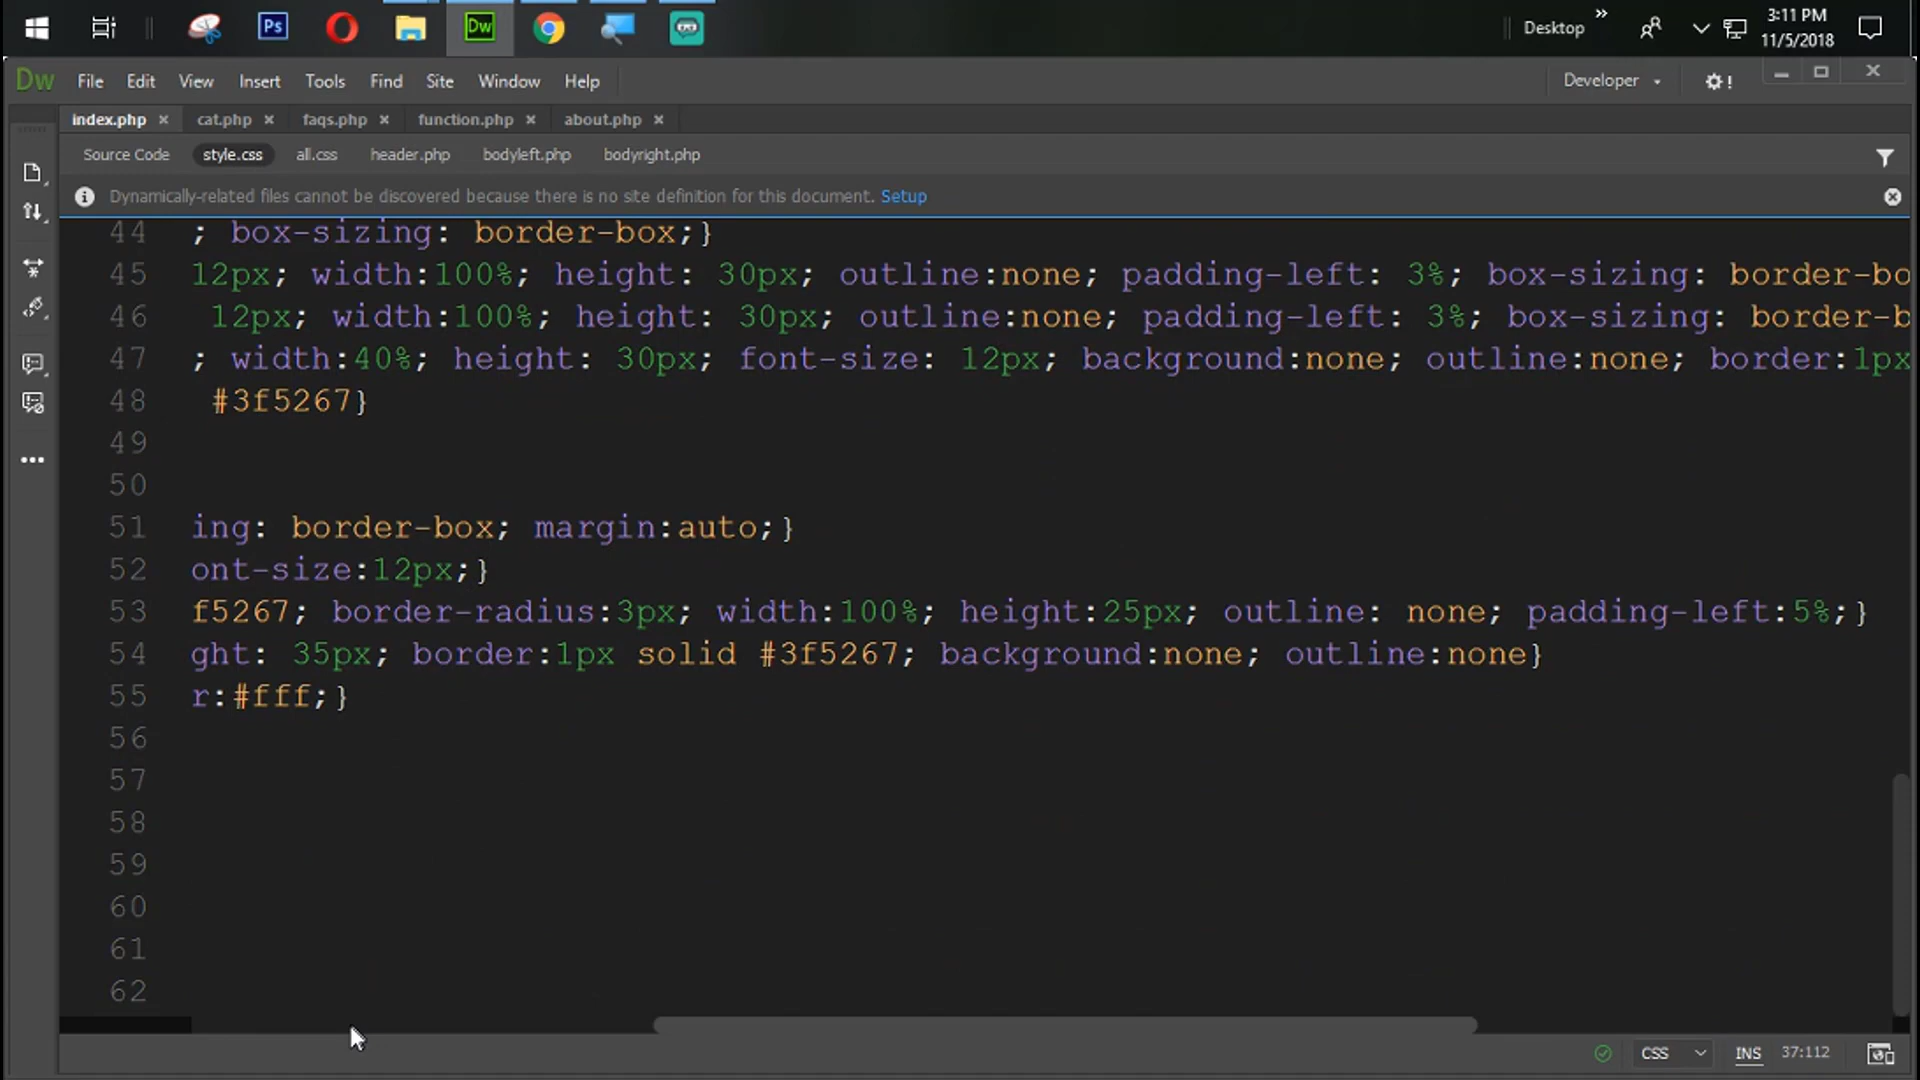 Ps
Dw
Desktop
»
3:11 PM
11/5/2018
Dw File Edit View Insert Tools Find Site Window Help
Developer
index.php cat.php faqs.php function.php about.php
Source Code style.css all.css header.php bodyleft.php bodyright.php
Dynamically-related files cannot be discovered because there is no site definition for this document. Setup
44 ; box-sizing: border-box;}
45 12px; width:100%; height: 30px; outline:none; padding-left: 3%; box-sizing: border-bo
46 12px; width:100%; height: 30px; outline:none; padding-left: 3%; box-sizing: border-b
47 ; width:40%; height: 30px; font-size: 12px; background:none; outline:none; border:1px
48 #3f5267}
49
50
51 ing: border-box; margin:auto;}
52 ont-size:12px;}
53 f5267; border-radius:3px; width:100%; height:25px; outline: none; padding-left:5%;}
54 ght: 35px; border:1px solid #3f5267; background:none; outline:none}
55 r:#fff;}
56
57
58
59
60
61
62
CSS INS 37:112